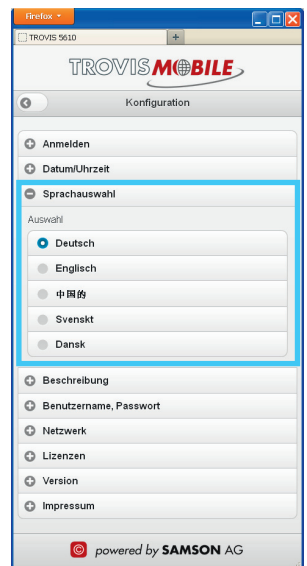 Firefox
TROVIS 5610
TROVIS MOBILE
Konfiguration
Anmelden
Datum/Uhrzeit
Sprachauswahl
Auswahl
Deutsch
Englisch
中国的
Svenskt
Dansk
Beschreibung
Benutzername, Passwort
Netzwerk
Lizenzen
Version
Impressum
© powered by SAMSON AG